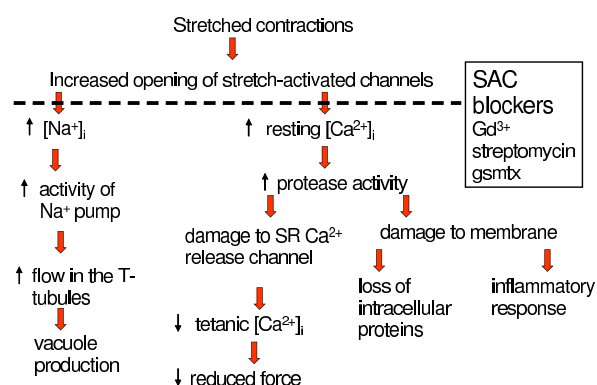 Stretched contractions
Increased opening of stretch-activated channels
SAC
blockers
Gd³⁺
streptomycin
gsmtx
↑ [Na⁺]ᵢ
↑ resting [Ca²⁺]ᵢ
↑ activity of
Na⁺ pump
↑ protease activity
damage to SR Ca²⁺
release channel
damage to membrane
↑ flow in the T-
tubules
loss of
intracellular
proteins
inflammatory
response
vacuole
production
↓ tetanic [Ca²⁺]ᵢ
↓ reduced force